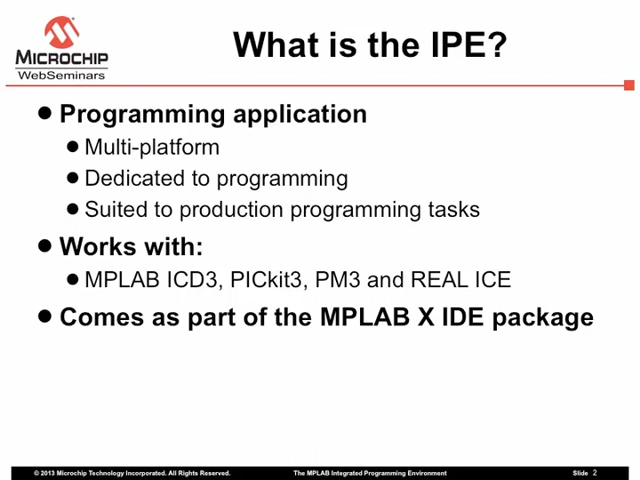 MICROCHIP
WebSeminars
What is the IPE?
● Programming application
● Multi-platform
● Dedicated to programming
● Suited to production programming tasks
● Works with:
● MPLAB ICD3, PICkit3, PM3 and REAL ICE
● Comes as part of the MPLAB X IDE package
© 2013 Microchip Technology Incorporated. All Rights Reserved. The MPLAB Integrated Programming Environment Slide 2